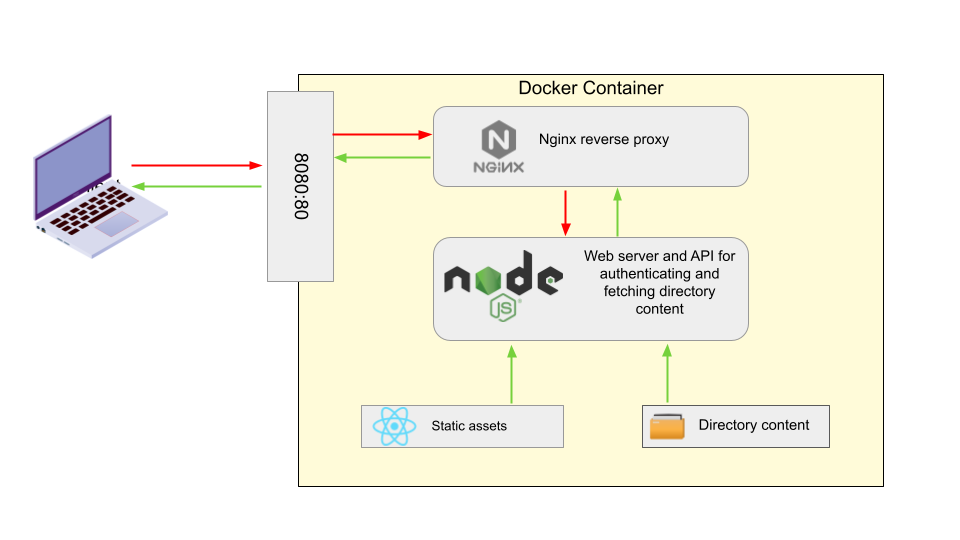 Docker Container
8080:80
NGiNX
Nginx reverse proxy
node
JS
Web server and API for
authenticating and
fetching directory
content
Static assets
Directory content